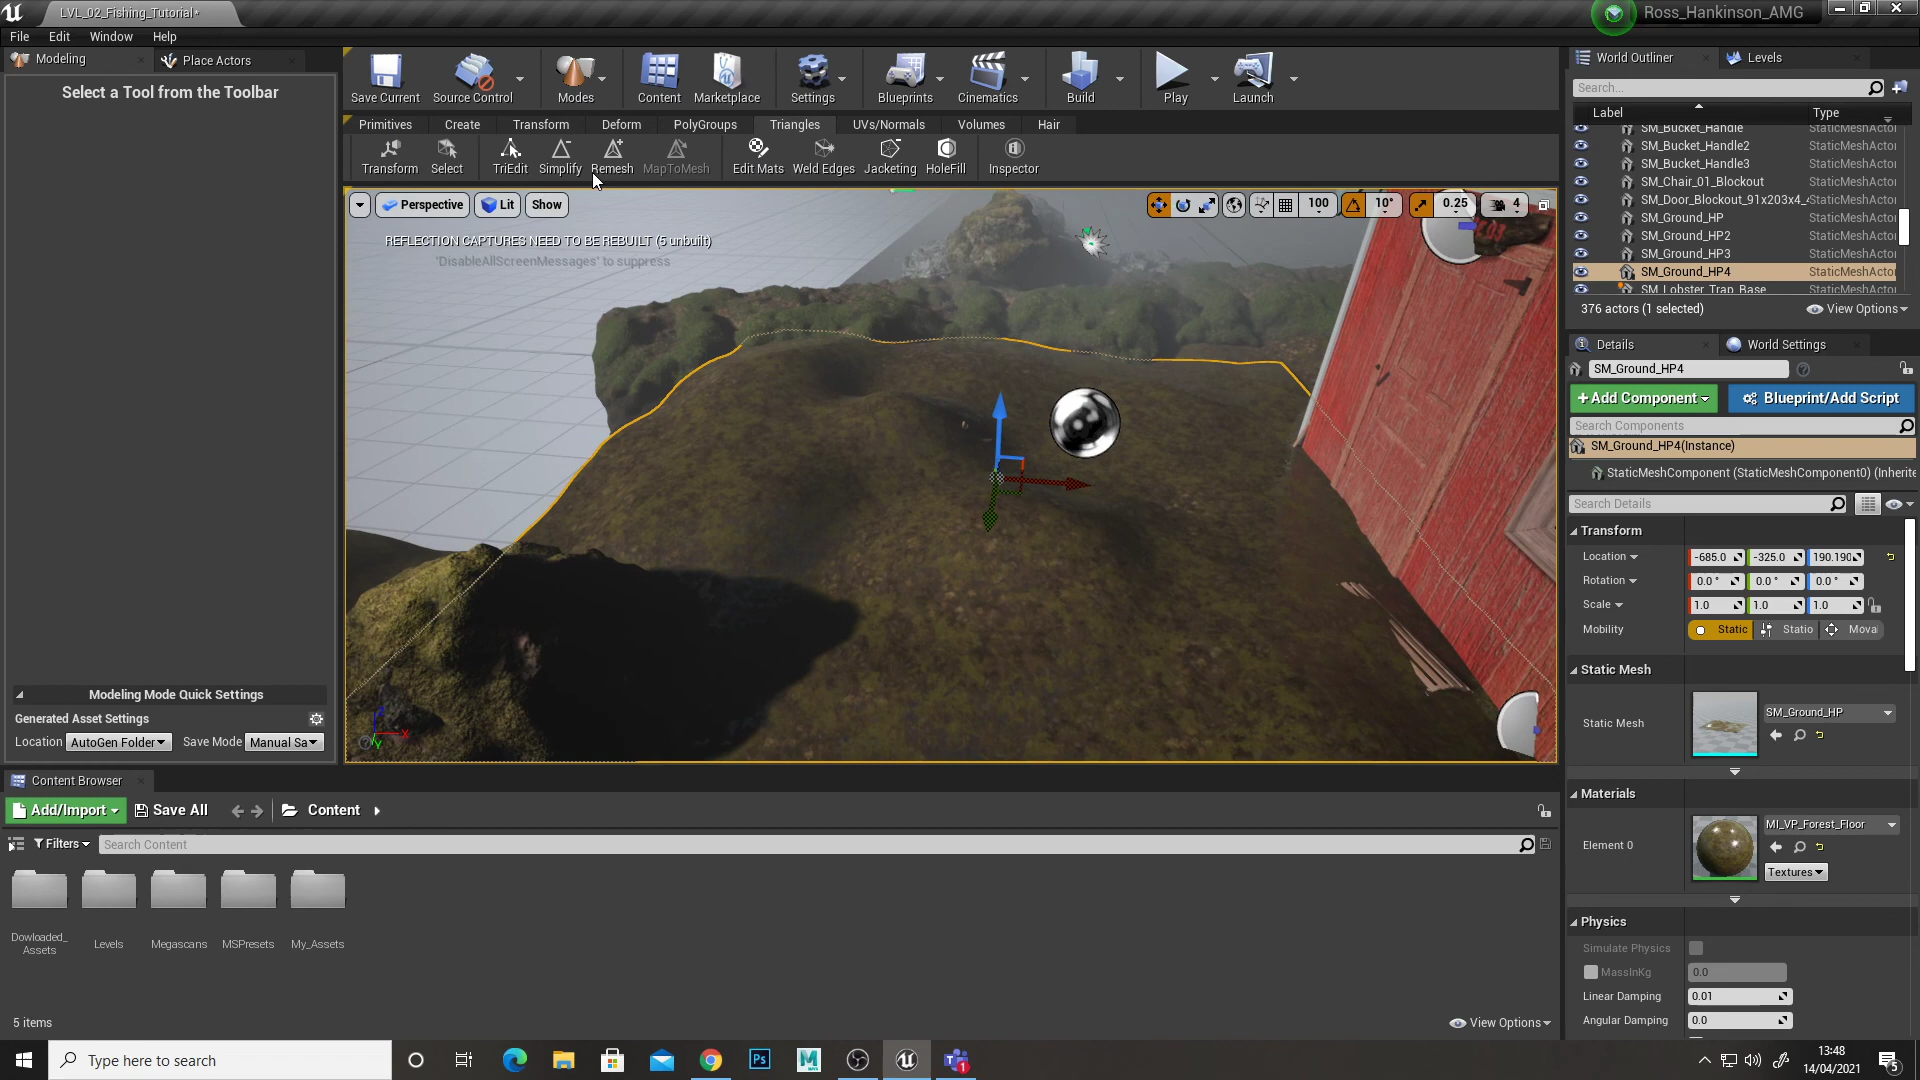 LVL_02_Fishing_Tutorial*
Ross_Hankinson_AMG
File Edit Window Help
Modeling Place Actors
Select a Tool from the Toolbar
Modeling Mode Quick Settings
Generated Asset Settings
Location AutoGen Folder Save Mode Manual Sa
Save Current Source Control Modes Content Marketplace Settings Blueprints Cinematics Build Play Launch
Primitives Create Transform Deform PolyGroups Triangles UVs/Normals Volumes Hair
Transform Select TriEdit Simplify Remesh MapToMesh Edit Mats Weld Edges Jacketing HoleFill Inspector
Perspective Lit Show 100 10° 0.25 4
REFLECTION CAPTURES NEED TO BE REBUILT (5 unbuilt)
'DisableAllScreenMessages' to suppress
Content Browser
Add/Import Save All Content
Filters Search Content
Dowloaded_
Assets Levels Megascans MSPresets My_Assets
5 items View Options
World Outliner Levels
Search...
Label Type
SM_Bucket_Handle StaticMeshActor
SM_Bucket_Handle2 StaticMeshActor
SM_Bucket_Handle3 StaticMeshActor
SM_Chair_01_Blockout StaticMeshActor
SM_Door_Blockout_91x203x4_ StaticMeshActor
SM_Ground_HP StaticMeshActor
SM_Ground_HP2 StaticMeshActor
SM_Ground_HP3 StaticMeshActor
SM_Ground_HP4 StaticMeshActor
SM_Lobster_Trap_Base StaticMeshActor
376 actors (1 selected) View Options
Details World Settings
SM_Ground_HP4
+Add Component Blueprint/Add Script
Search Components
SM_Ground_HP4(Instance)
StaticMeshComponent (StaticMeshComponent0) (Inherite
Search Details
Transform
Location -685.0 -325.0 190.190
Rotation 0.0 ° 0.0 ° 0.0 °
Scale 1.0 1.0 1.0
Mobility Static Statio Moval
Static Mesh
Static Mesh SM_Ground_HP
Materials
Element 0 MI_VP_Forest_Floor
Textures
Physics
Simulate Physics
MassInKg 0.0
Linear Damping 0.01
Angular Damping 0.0
Type here to search
13:48
14/04/2021